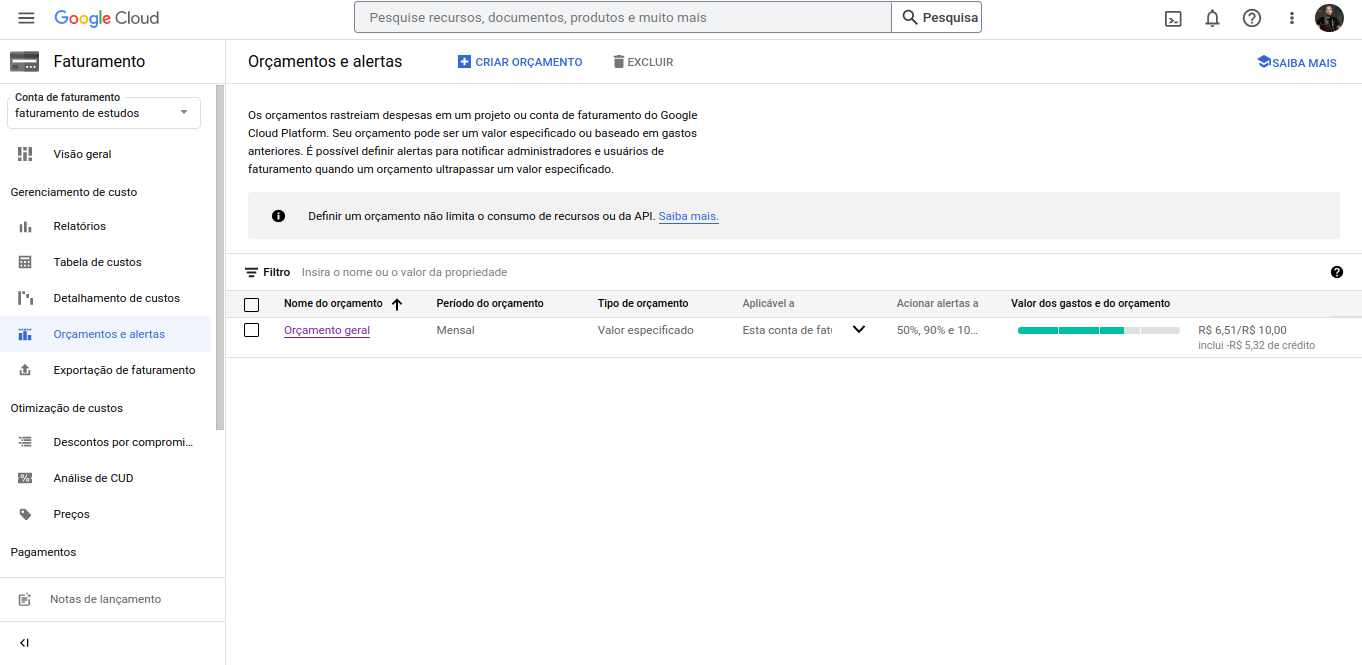 Google Cloud
Pesquise recursos, documentos, produtos e muito mais
Pesquisa
Faturamento
Conta de faturamento
faturamento de estudos
Visão geral
Gerenciamento de custo
Relatórios
Tabela de custos
Detalhamento de custos
Orçamentos e alertas
Exportação de faturamento
Otimização de custos
Descontos por compromi...
Análise de CUD
Preços
Pagamentos
Notas de lançamento
Orçamentos e alertas
CRIAR ORÇAMENTO
EXCLUIR
SAIBA MAIS
Os orçamentos rastreiam despesas em um projeto ou conta de faturamento do Google
Cloud Platform. Seu orçamento pode ser um valor especificado ou baseado em gastos
anteriores. É possível definir alertas para notificar administradores e usuários de
faturamento quando um orçamento ultrapassar um valor especificado.
Definir um orçamento não limita o consumo de recursos ou da API. Saiba mais.
Filtro Insira o nome ou o valor da propriedade
Nome do orçamento Período do orçamento Tipo de orçamento Aplicável a Acionar alertas a Valor dos gastos e do orçamento
Orçamento geral Mensal Valor especificado Esta conta de fatu 50%, 90% e 10... R$ 6,51/R$ 10,00
inclui -R$ 5,32 de crédito